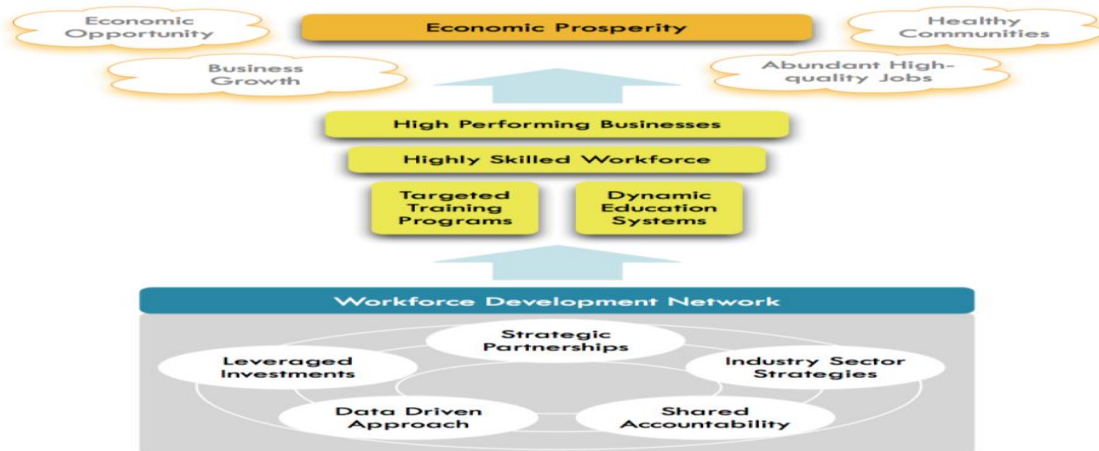 Economic
Opportunity
Economic Prosperity
Healthy
Communities
Business
Growth
Abundant High-
quality Jobs
High Performing Businesses
Highly Skilled Workforce
Targeted
Training
Programs
Dynamic
Education
Systems
Workforce Development Network
Strategic
Partnerships
Leveraged
Investments
Industry Sector
Strategies
Data Driven
Approach
Shared
Accountability